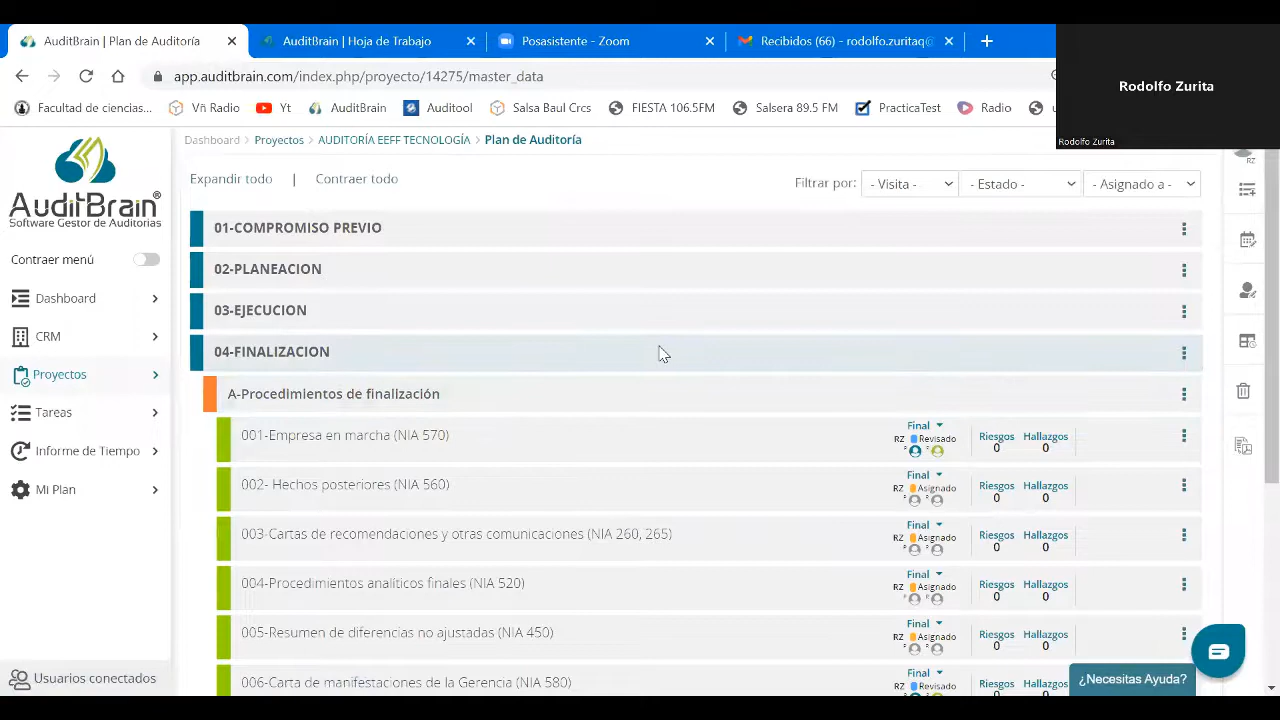 AuditBrain | Plan de Auditoría
AuditBrain | Hoja de Trabajo
Posasistente - Zoom
Recibidos (66) - rodolfo.zuritaq@
app.auditbrain.com/index.php/proyecto/14275/master_data
Facultad de ciencias...
Vñ Radio
Yt
AuditBrain
Auditool
Salsa Baul Crcs
FIESTA 106.5FM
Salsera 89.5 FM
PracticaTest
Radio
Rodolfo Zurita
Rodolfo Zurita
AuditBrain®
Software Gestor de Auditorias
Contraer menú
Dashboard
CRM
Proyectos
Tareas
Informe de Tiempo
Mi Plan
Usuarios conectados
Dashboard > Proyectos > AUDITORÍA EEFF TECNOLOGÍA > Plan de Auditoría
Expandir todo | Contraer todo
Filtrar por: - Visita - - Estado - - Asignado a -
RZ
01-COMPROMISO PREVIO
02-PLANEACION
03-EJECUCION
04-FINALIZACION
A-Procedimientos de finalización
001-Empresa en marcha (NIA 570)
Final
RZ Revisado
Riesgos Hallazgos
0 0
002- Hechos posteriores (NIA 560)
Final
RZ Asignado
Riesgos Hallazgos
0 0
003-Cartas de recomendaciones y otras comunicaciones (NIA 260, 265)
Final
RZ Asignado
Riesgos Hallazgos
0 0
004-Procedimientos analíticos finales (NIA 520)
Final
RZ Asignado
Riesgos Hallazgos
0 0
005-Resumen de diferencias no ajustadas (NIA 450)
Final
RZ Asignado
Riesgos Hallazgos
0 0
006-Carta de manifestaciones de la Gerencia (NIA 580)
Final
RZ Revisado
Riesgos Hallazgos
¿Necesitas Ayuda?